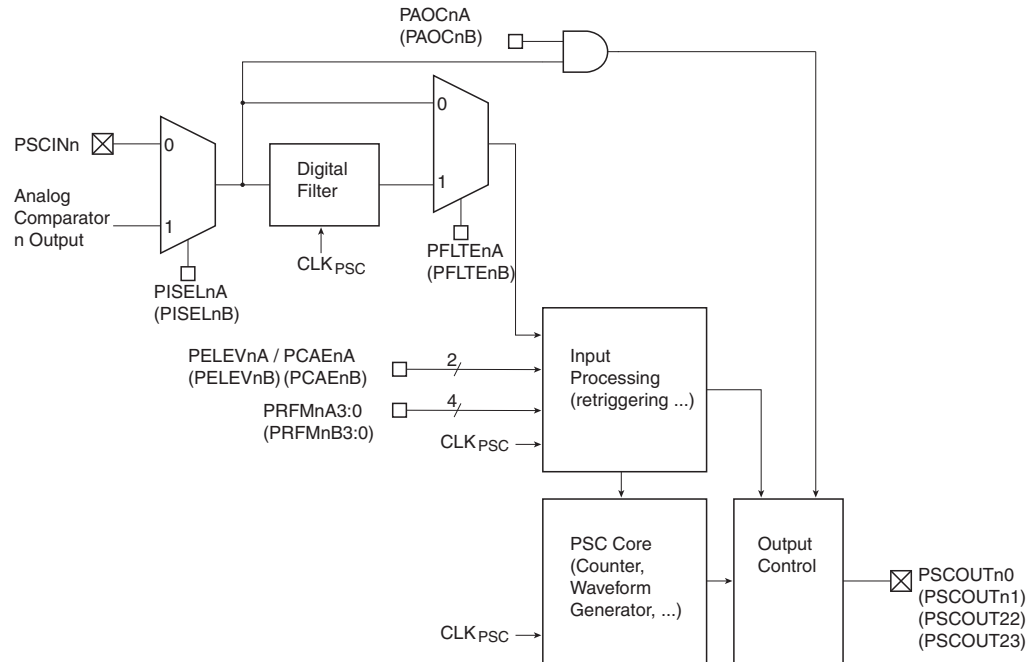 PAOCnA
(PAOCnB)
0
PSCINn
0
Digital
Filter
1
Analog
Comparator
n Output
1
CLKPSC
PFLTEnA
(PFLTEnB)
PISELnA
(PISELnB)
PELEVnA / PCAEnA
(PELEVnB) (PCAEnB)
2
Input
Processing
(retriggering ...)
PRFMnA3:0
(PRFMnB3:0)
4
CLKPSC
PSC Core
(Counter,
Waveform
Generator, ...)
Output
Control
PSCOUTn0
(PSCOUTn1)
(PSCOUT22)
(PSCOUT23)
CLKPSC